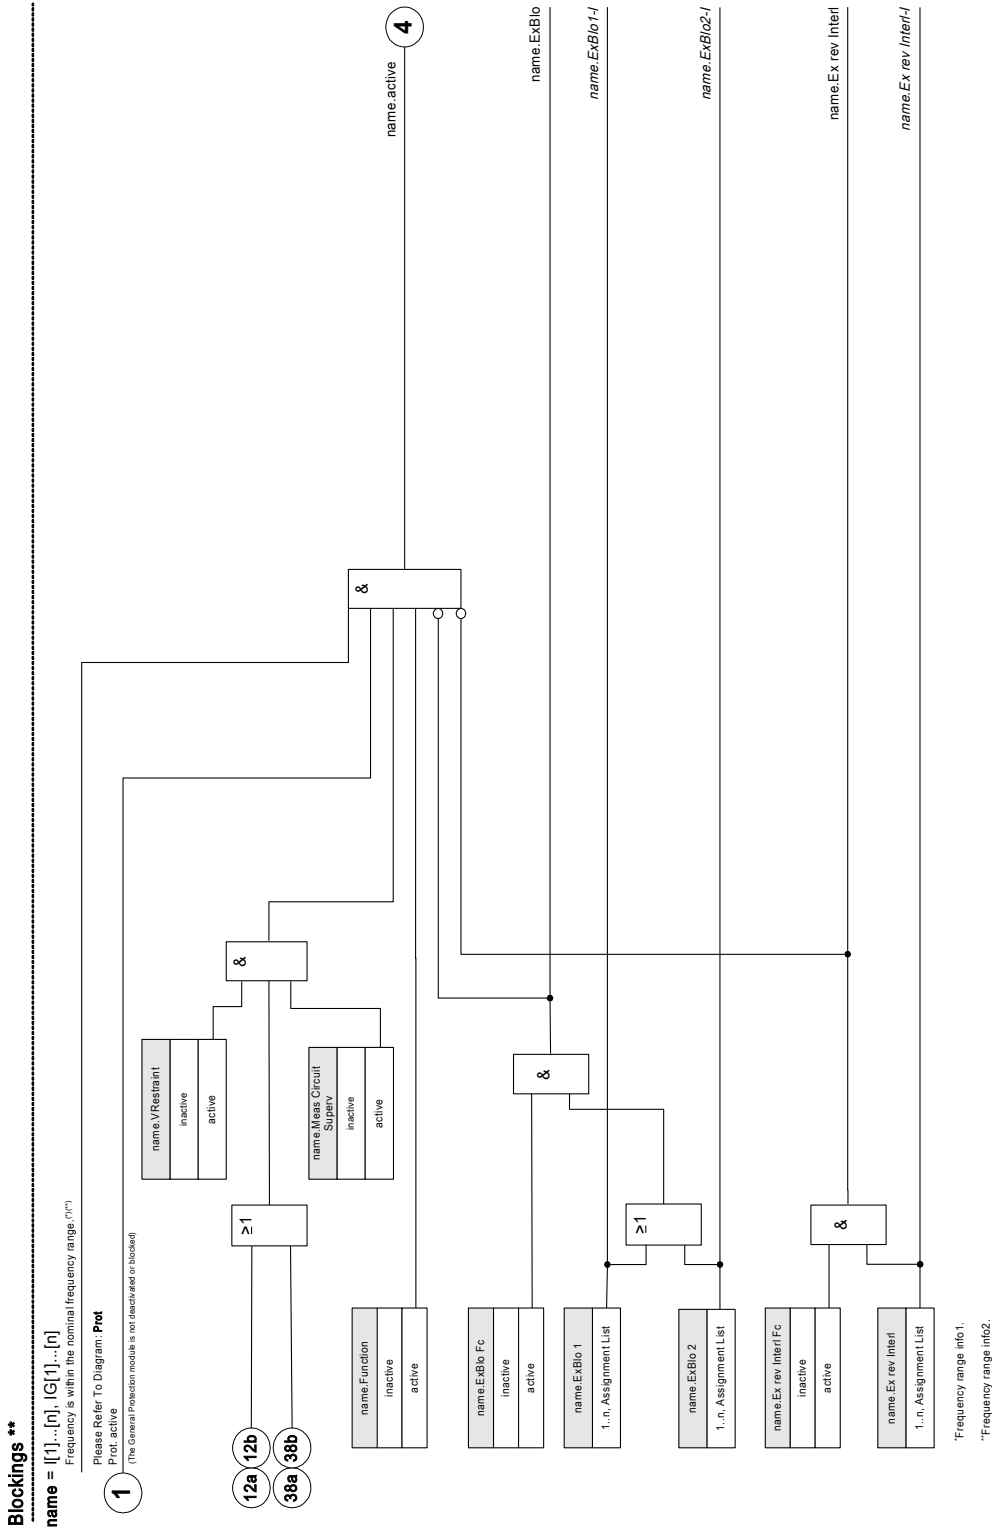 Blockings **
name = I[1]...[n], IG[1]...[n]
Frequency is within the nominal frequency range.(*)(**)
Please Refer To Diagram: Prot
Prot. active
1
(The General Protection module is not deactivated or blocked)
name.VRestraint
inactive
active
&
12a 12b
38a 38b
≥1
name.Meas Circuit
Superv
inactive
active
&
name.active
4
name.Function
inactive
active
name.ExBlo Fc
inactive
active
&
name.ExBlo
name.ExBlo 1
1..n, Assignment List
name.ExBlo1-I
≥1
name.ExBlo 2
1..n, Assignment List
name.ExBlo2-I
name.Ex rev Interl Fc
inactive
active
&
name.Ex rev Interl
name.Ex rev Interl
1..n, Assignment List
name.Ex rev Interl-I
*Frequency range info1.
**Frequency range info2.